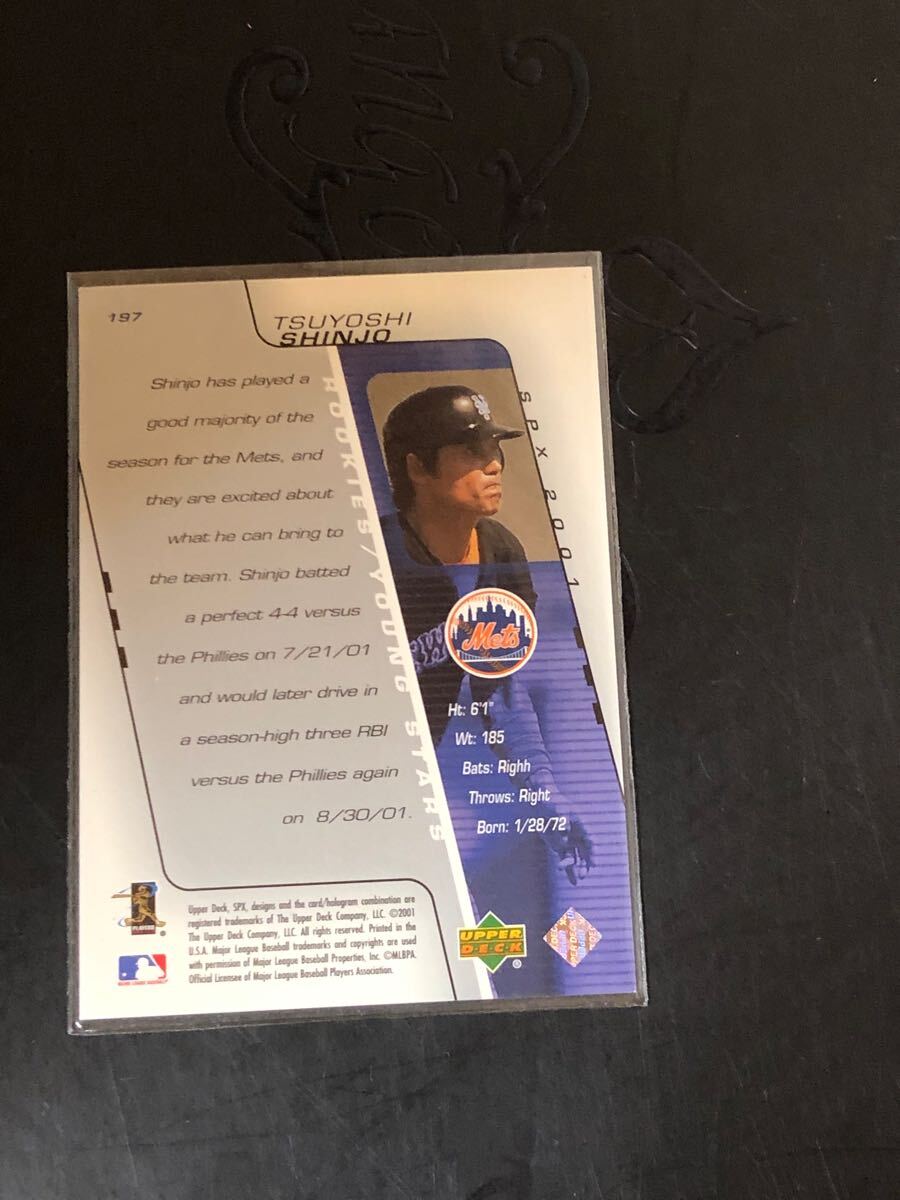 197
TSUYOSHI
SHINJO
Shinjo has played a
good majority of the
season for the Mets, and
they are excited about
what he can bring to
the team. Shinjo batted
a perfect 4-4 versus
the Phillies on 7/21/01
and would later drive in
a season-high three RBI
versus the Phillies again
on 8/30/01.
ROOKIES/YOUNG STARS
SPX 2001
Mets
Ht: 6'1"
Wt: 185
Bats: Righh
Throws: Right
Born: 1/28/72
PLAYERS
Upper Deck, SPX, designs and the card/hologram combination are
registered trademarks of The Upper Deck Company, LLC. ©2001
The Upper Deck Company, LLC. All rights reserved. Printed in the
U.S.A. Major League Baseball trademarks and copyrights are used
with permission of Major League Baseball Properties, Inc. ©MLBPA.
Official Licensee of Major League Baseball Players Association.
MAJOR LEAGUE BASEBALL
UPPER
DECK
®